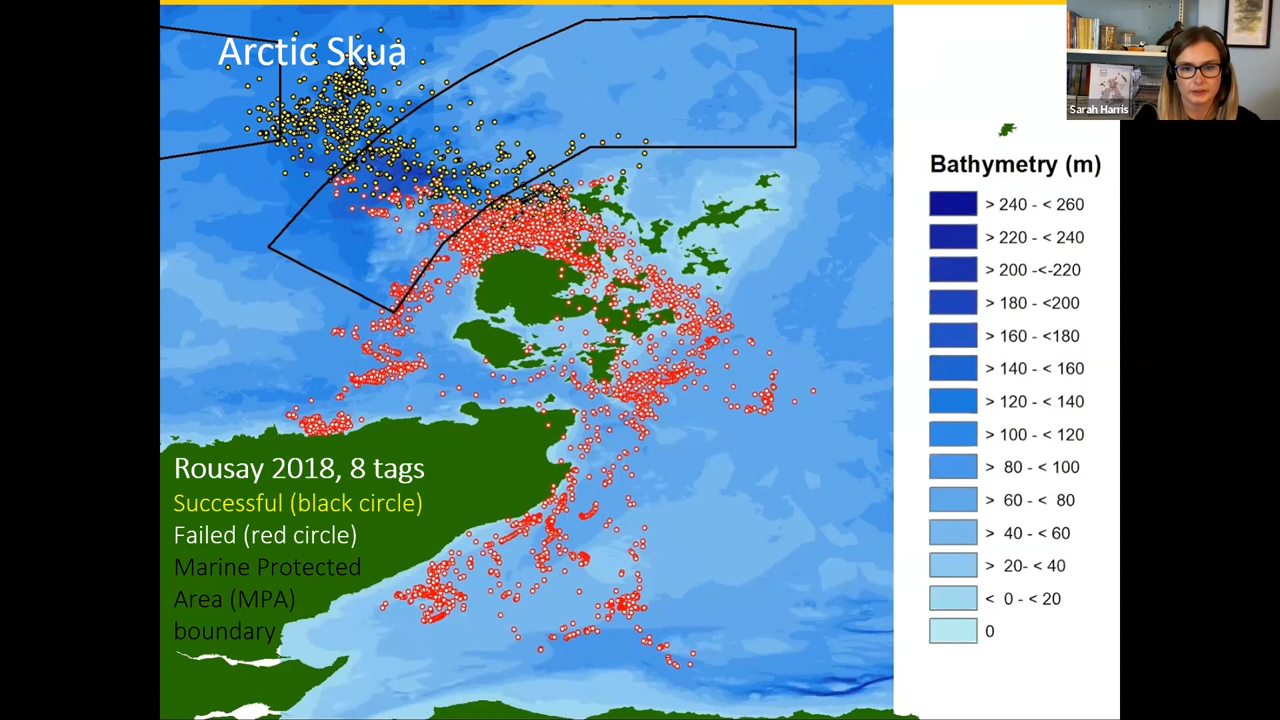 Arctic Skua
Sarah Harris
Bathymetry (m)
> 240 - < 260
> 220 - < 240
> 200 -<-220
> 180 - <200
> 160 - <180
> 140 - < 160
> 120 - < 140
> 100 - < 120
> 80 - < 100
> 60 - < 80
> 40 - < 60
> 20- < 40
< 0 - < 20
0
Rousay 2018, 8 tags
Successful (black circle)
Failed (red circle)
Marine Protected
Area (MPA)
boundary